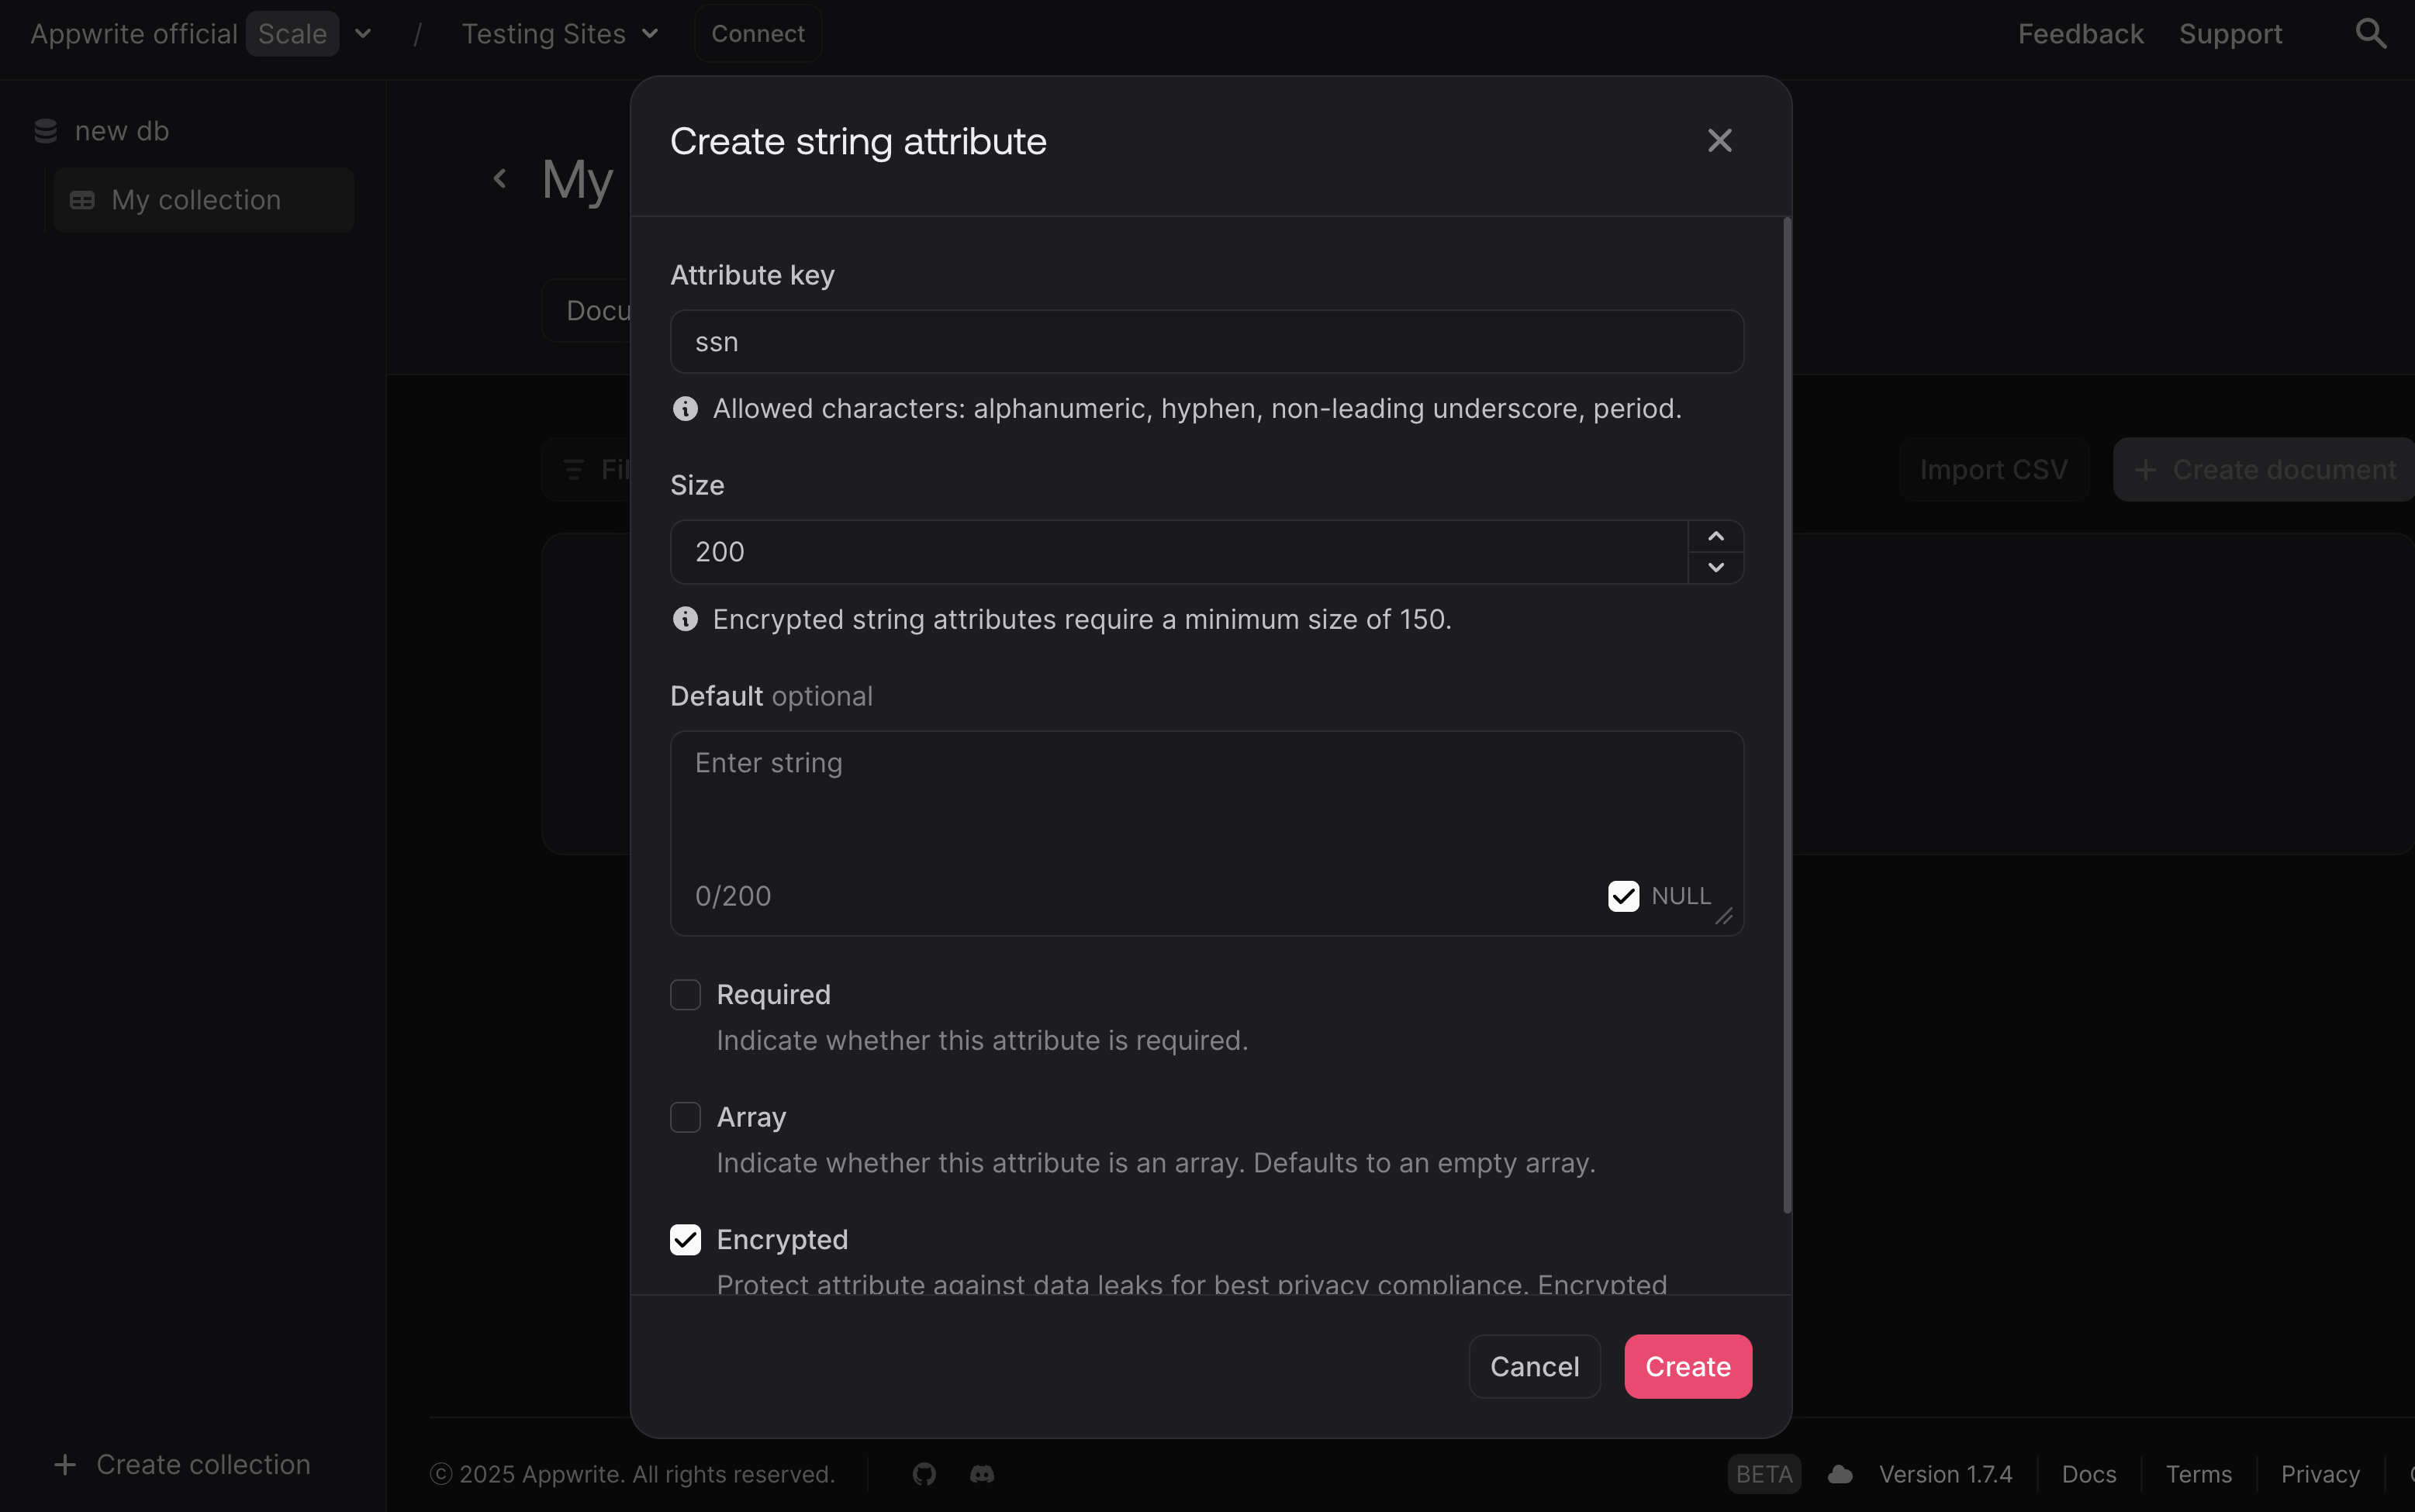 Appwrite official Scale / Testing Sites Connect Feedback Support
new db
My collection
My
Docu
Fil
Import CSV
Create document
Create string attribute
Attribute key
ssn
Allowed characters: alphanumeric, hyphen, non-leading underscore, period.
Size
200
Encrypted string attributes require a minimum size of 150.
Default optional
Enter string
0/200
NULL
Required
Indicate whether this attribute is required.
Array
Indicate whether this attribute is an array. Defaults to an empty array.
Encrypted
Protect attribute against data leaks for best privacy compliance. Encrypted
Cancel
Create
Create collection
© 2025 Appwrite. All rights reserved.
BETA Version 1.7.4 Docs Terms Privacy